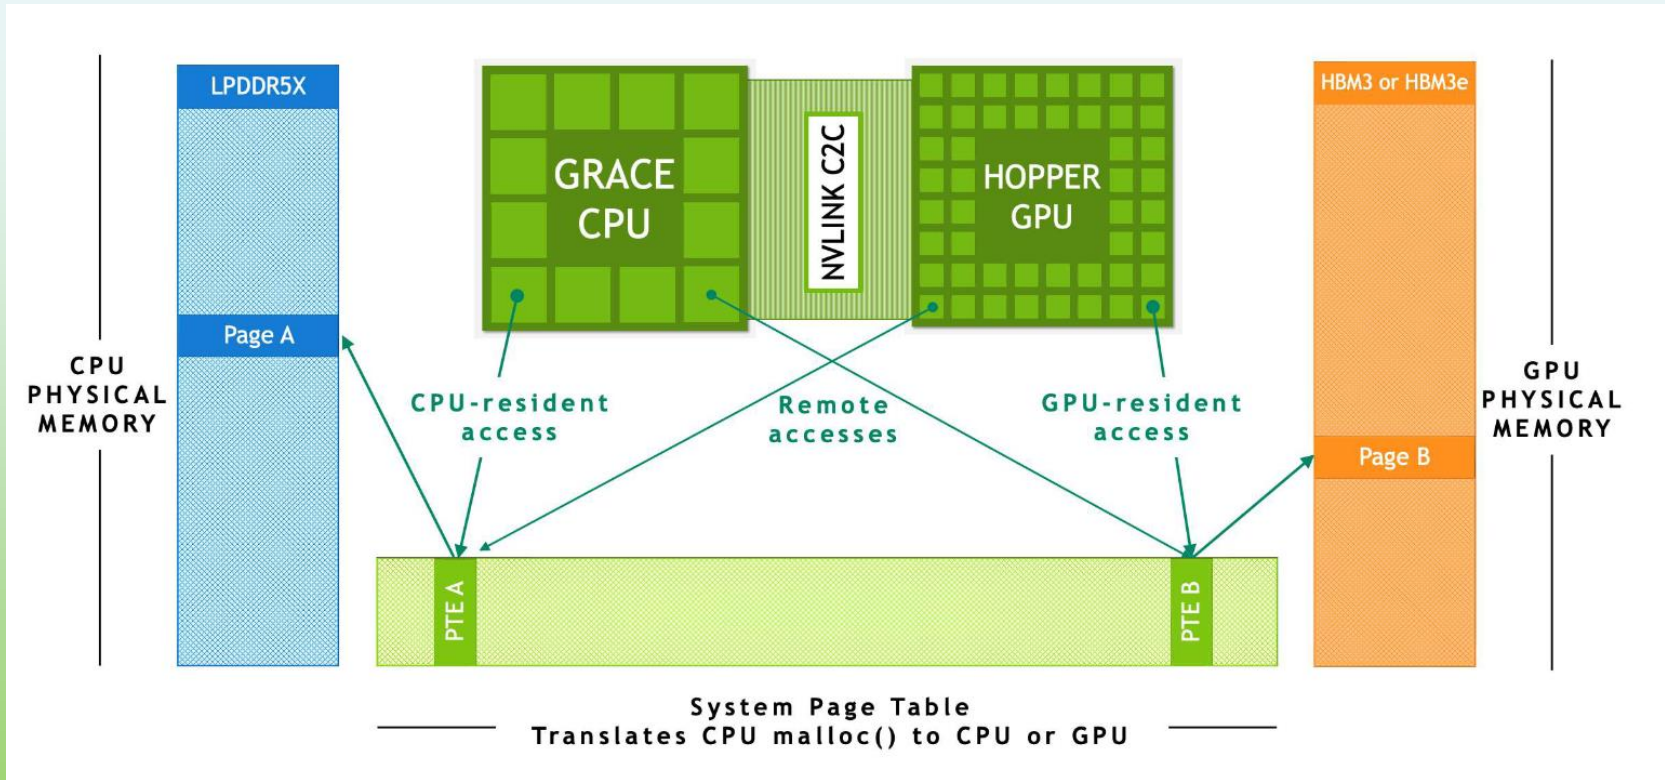 LPDDR5X
Page A
CPU
PHYSICAL
MEMORY
GRACE
CPU
NVLINK C2C
HOPPER
GPU
HBM3 or HBM3e
Page B
GPU
PHYSICAL
MEMORY
CPU-resident
access
Remote
accesses
GPU-resident
access
PTE A
PTE B
System Page Table
Translates CPU malloc() to CPU or GPU